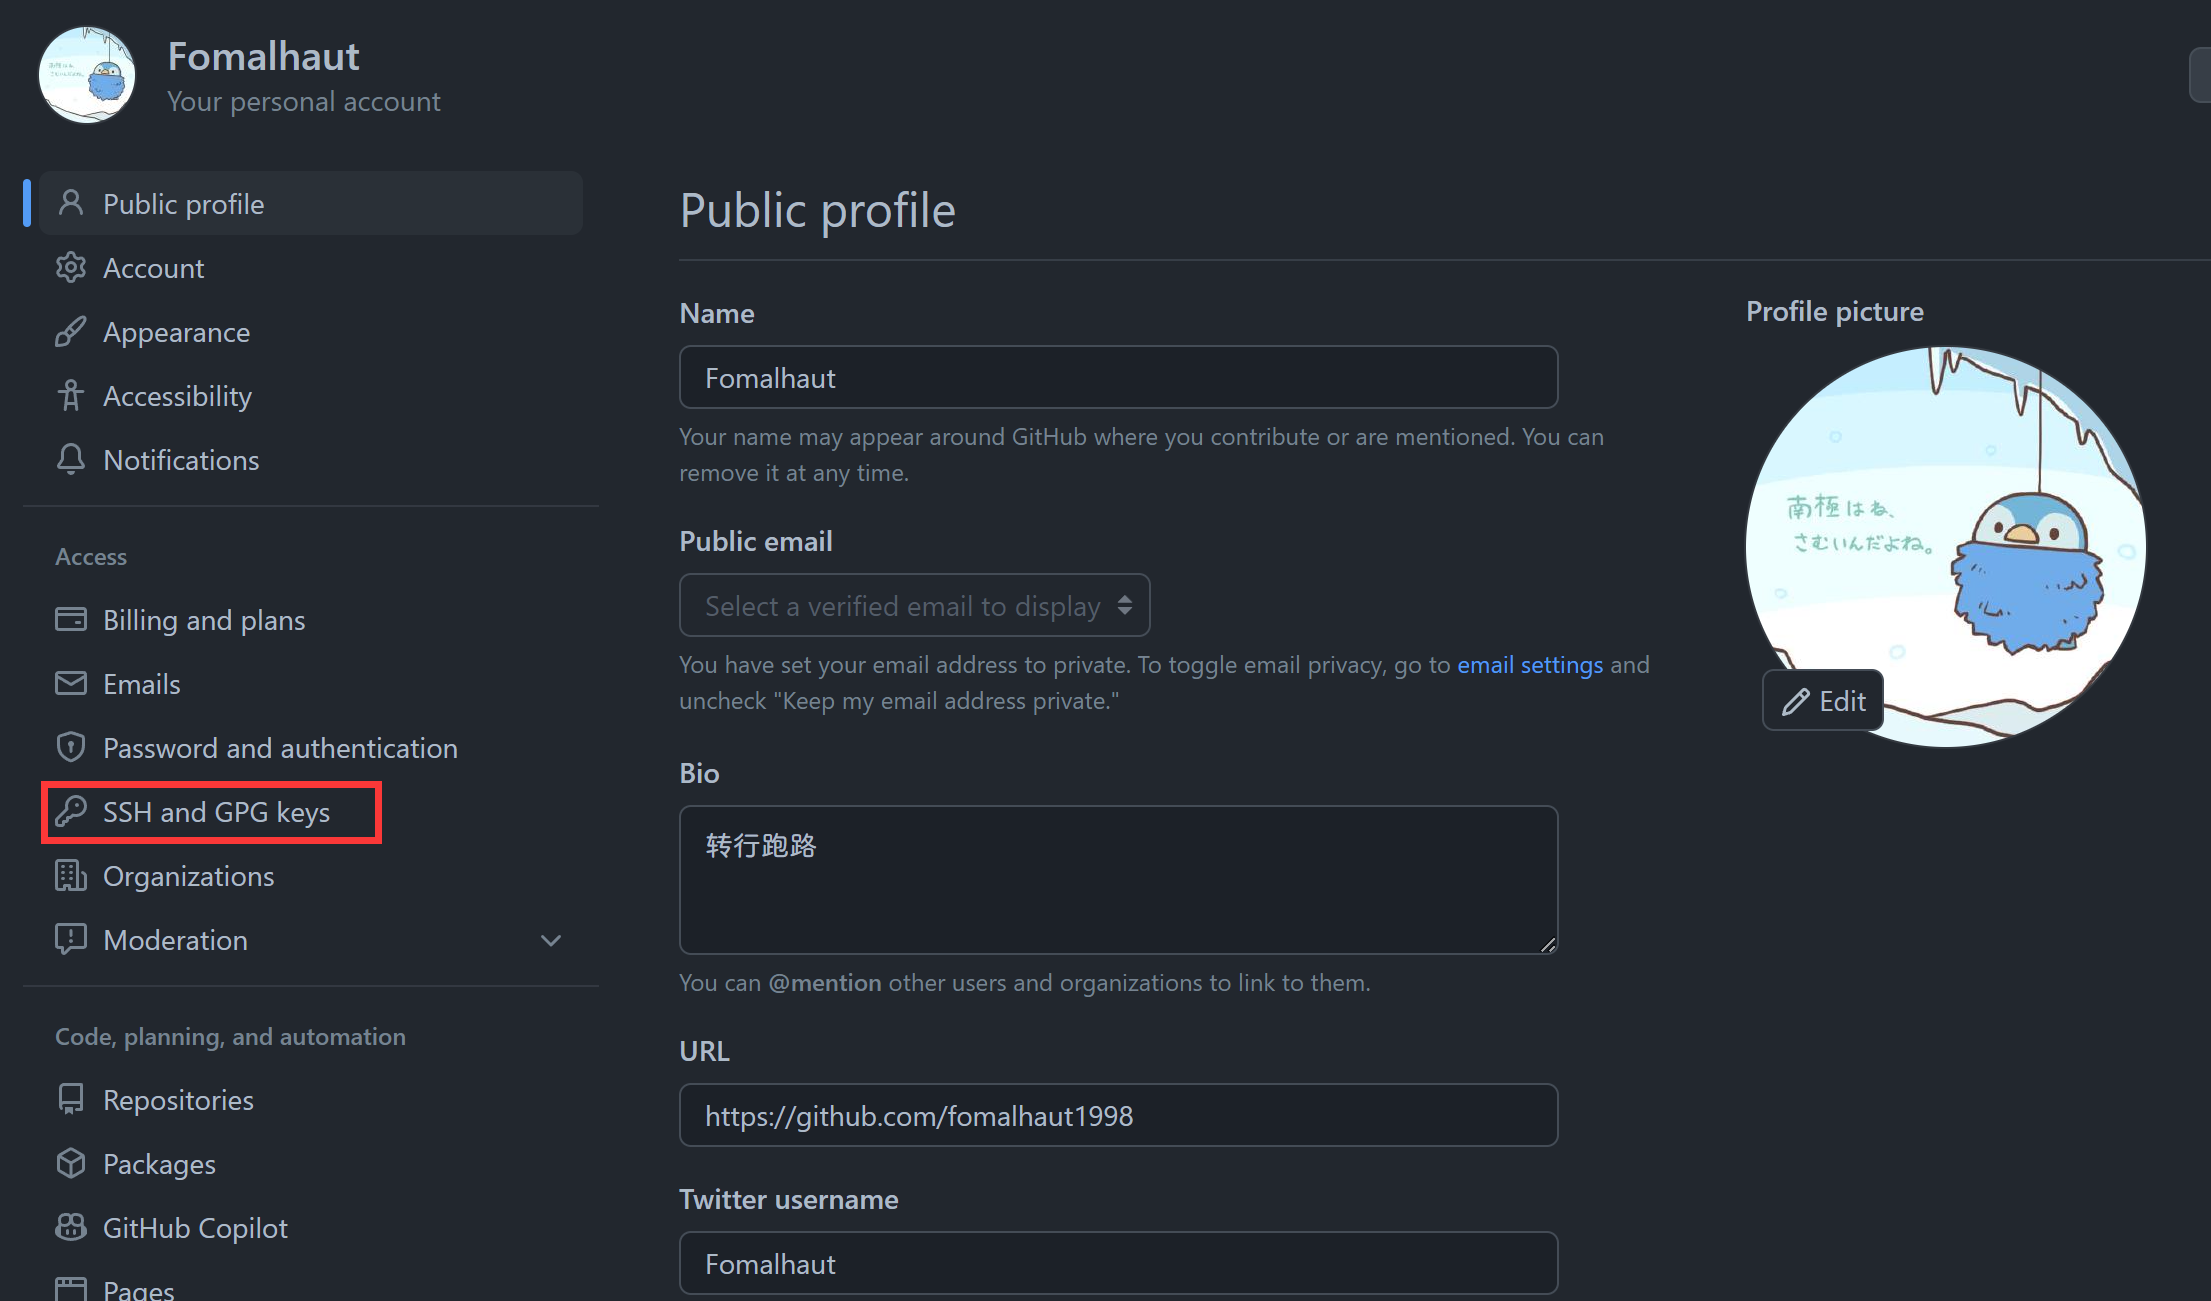 Fomalhaut
Your personal account
Public profile
Account
Appearance
Accessibility
Notifications
Access
Billing and plans
Emails
Password and authentication
SSH and GPG keys
Organizations
Moderation
Code, planning, and automation
Repositories
Packages
GitHub Copilot
Pages
Public profile
Name
Fomalhaut
Your name may appear around GitHub where you contribute or are mentioned. You can
remove it at any time.
Public email
Select a verified email to display
You have set your email address to private. To toggle email privacy, go to email settings and
uncheck "Keep my email address private."
Bio
转行跑路
You can @mention other users and organizations to link to them.
URL
https://github.com/fomalhaut1998
Twitter username
Fomalhaut
Profile picture
南極はね、
さむいんだよね。
Edit